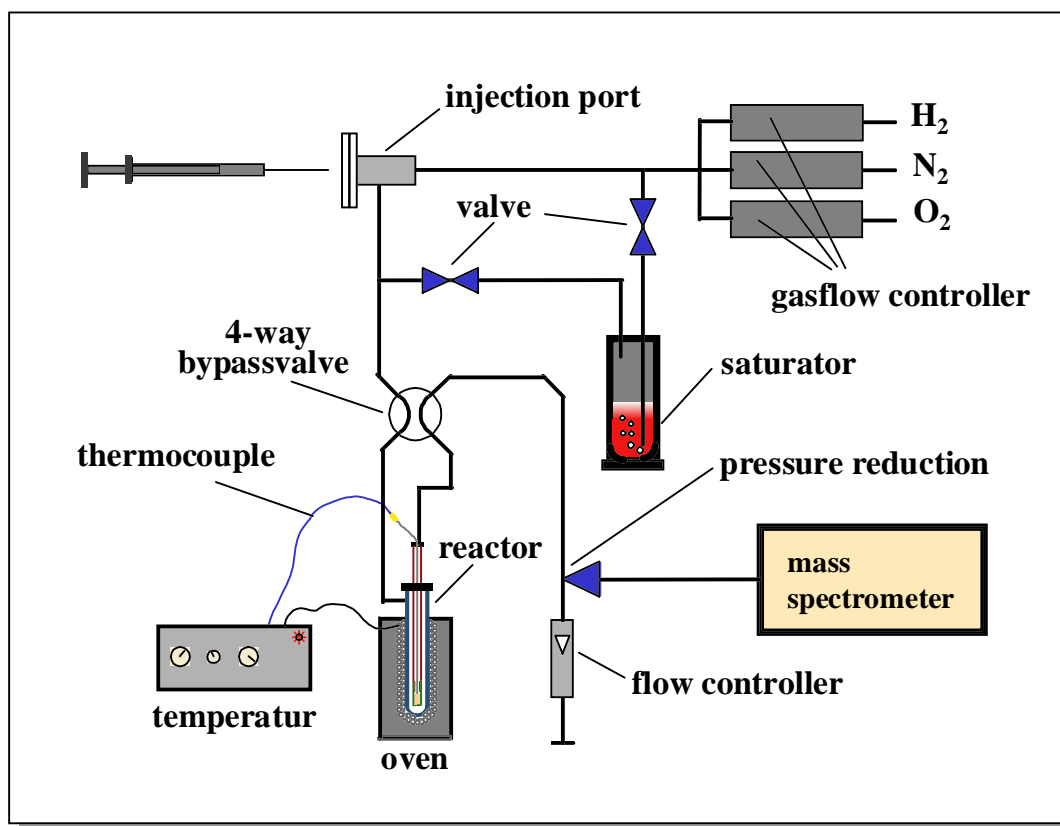 injection port
H₂
N₂
O₂
valve
gasflow controller
4-way
bypassvalve
saturator
thermocouple
pressure reduction
reactor
mass
spectrometer
flow controller
temperatur
oven